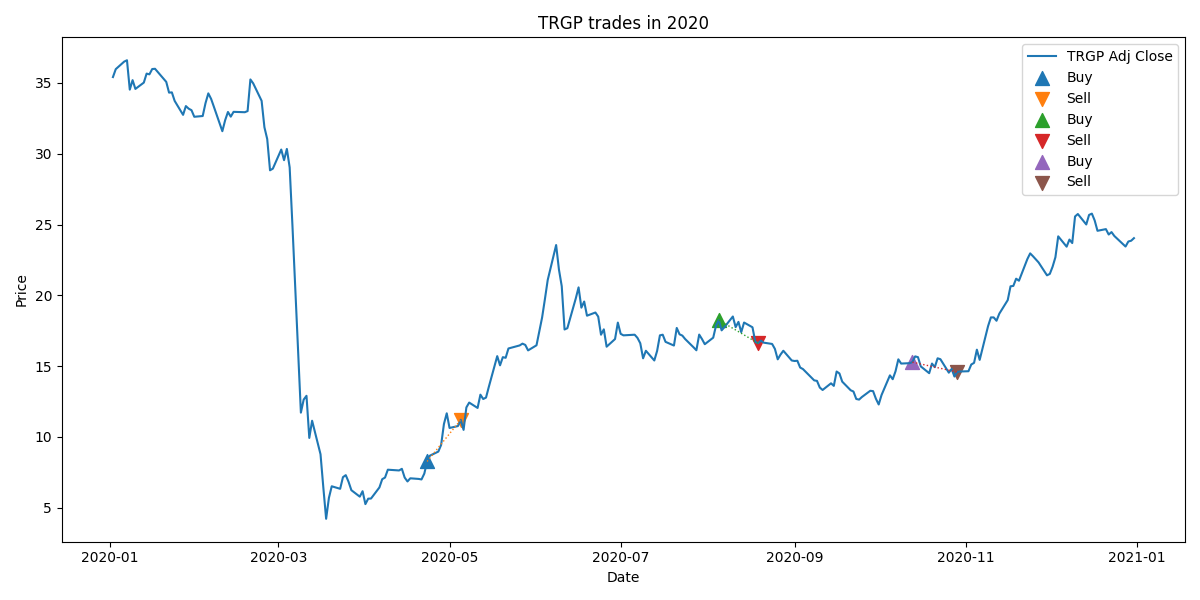 TRGP trades in 2020
TRGP Adj Close
Buy
Sell
Buy
Sell
Buy
Sell
Price
35
30
25
20
15
10
5
2020-01
2020-03
2020-05
2020-07
2020-09
2020-11
2021-01
Date